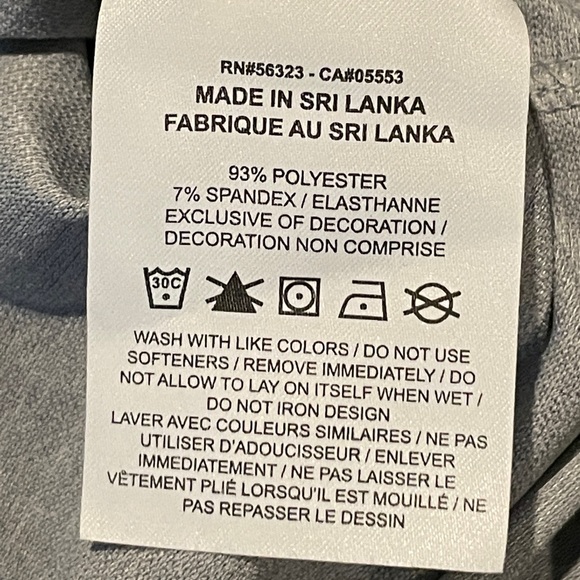 RN#56323 - CA#05553
MADE IN SRI LANKA
FABRIQUE AU SRI LANKA
93% POLYESTER
7% SPANDEX / ELASTHANNE
EXCLUSIVE OF DECORATION /
DECORATION NON COMPRISE
30C
WASH WITH LIKE COLORS / DO NOT USE
SOFTENERS / REMOVE IMMEDIATELY / DO
NOT ALLOW TO LAY ON ITSELF WHEN WET /
DO NOT IRON DESIGN
LAVER AVEC COULEURS SIMILAIRES / NE PAS
UTILISER D'ADOUCISSEUR / ENLEVER
IMMEDIATEMENT / NE PAS LAISSER LE
VÊTEMENT PLIÉ LORSQU'IL EST MOUILLÉ / NE
PAS REPASSER LE DESSIN